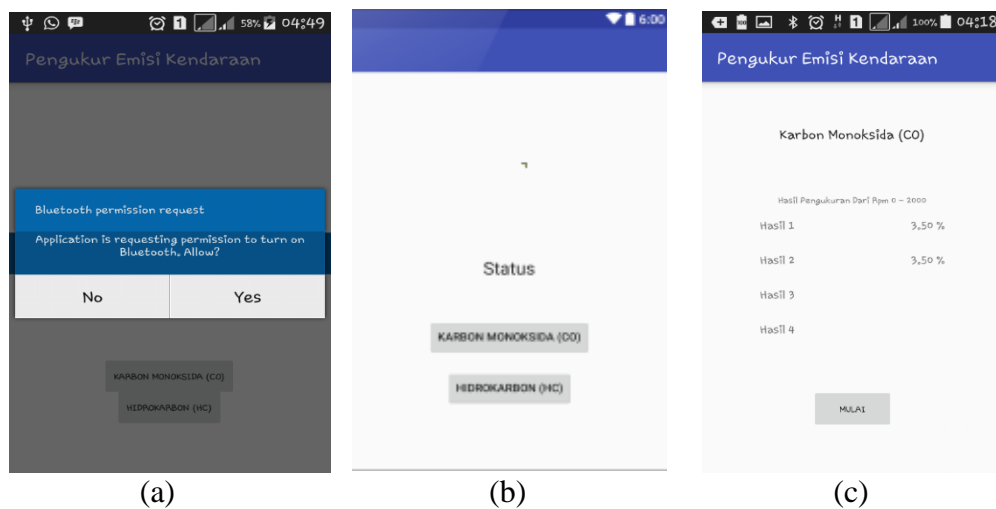 58% 04:49
Pengukur Emisi Kendaraan
Bluetooth permission request
Application is requesting permission to turn on
Bluetooth. Allow?
No Yes
KARBON MONOKSIDA (CO)
HIDROKARBON (HC)
(a)
6:00
Status
KARBON MONOKSIDA (CO)
HIDROKARBON (HC)
(b)
100% 04:18
Pengukur Emisi Kendaraan
Karbon Monoksida (CO)
Hasil Pengukuran Dari Rpm 0 - 2000
Hasil 1 3,50 %
Hasil 2 3,50 %
Hasil 3
Hasil 4
MULAI
(c)